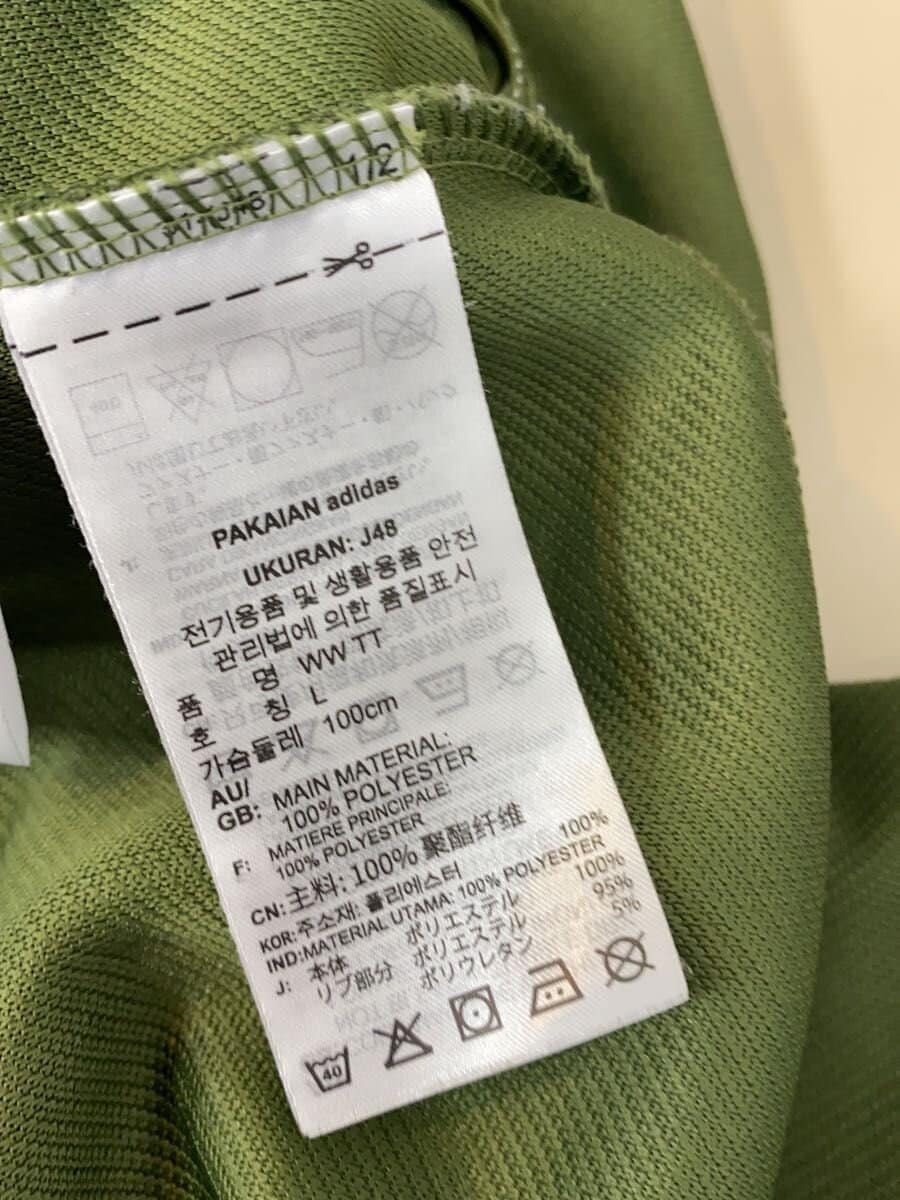 1/2
PAKAIAN adidas
UKURAN: J48
전기용품 및 생활용품 안전
관리법에 의한 품질표시
품 명 WW TT
호 칭 L
가슴둘레 100cm
AU/
GB: MAIN MATERIAL:
100% POLYESTER
F: MATIERE PRINCIPALE:
100% POLYESTER
CN: 主料: 100% 聚酯纤维
KOR: 주소재: 폴리에스터 100%
IND: MATERIAL UTAMA: 100% POLYESTER
J: 本体 ポリエステル 100%
リブ部分 ポリエステル 95%
ポリウレタン 5%
40